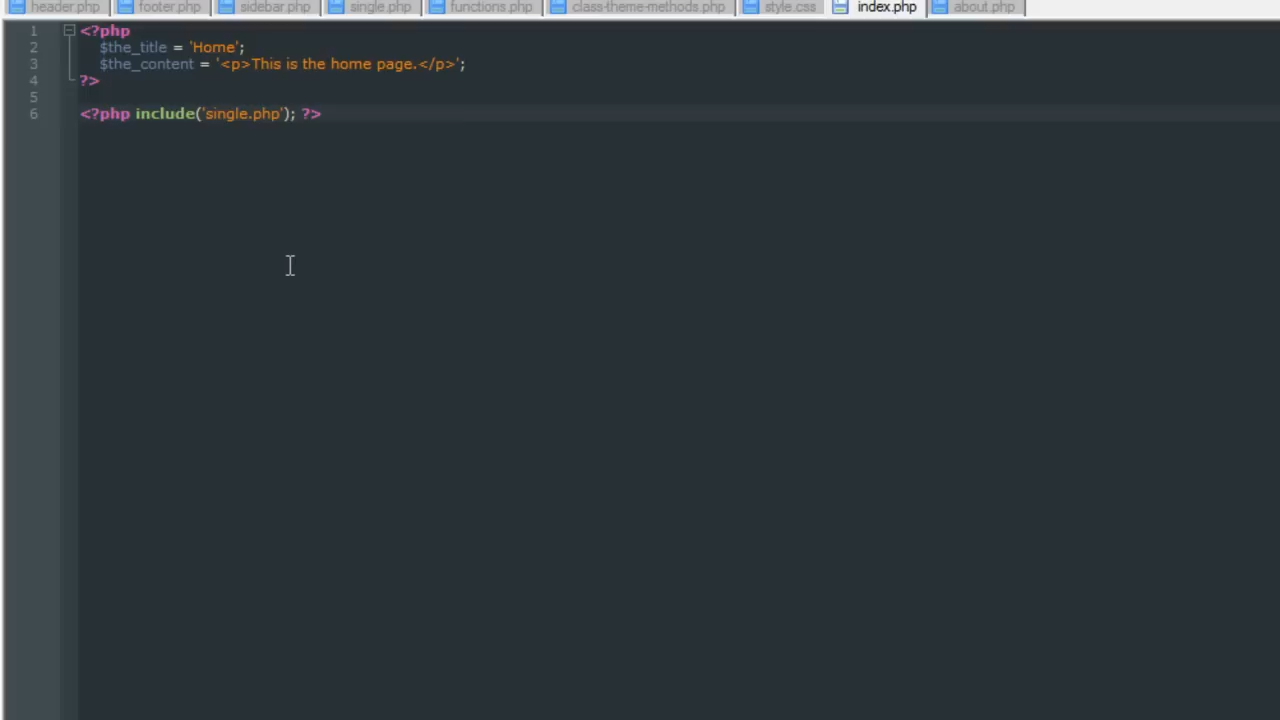 header.php footer.php sidebar.php single.php functions.php class-theme-methods.php style.css index.php about.php
1 <?php
2 $the_title = 'Home';
3 $the_content = '<p>This is the home page.</p>';
4 ?>
5
6 <?php include('single.php'); ?>